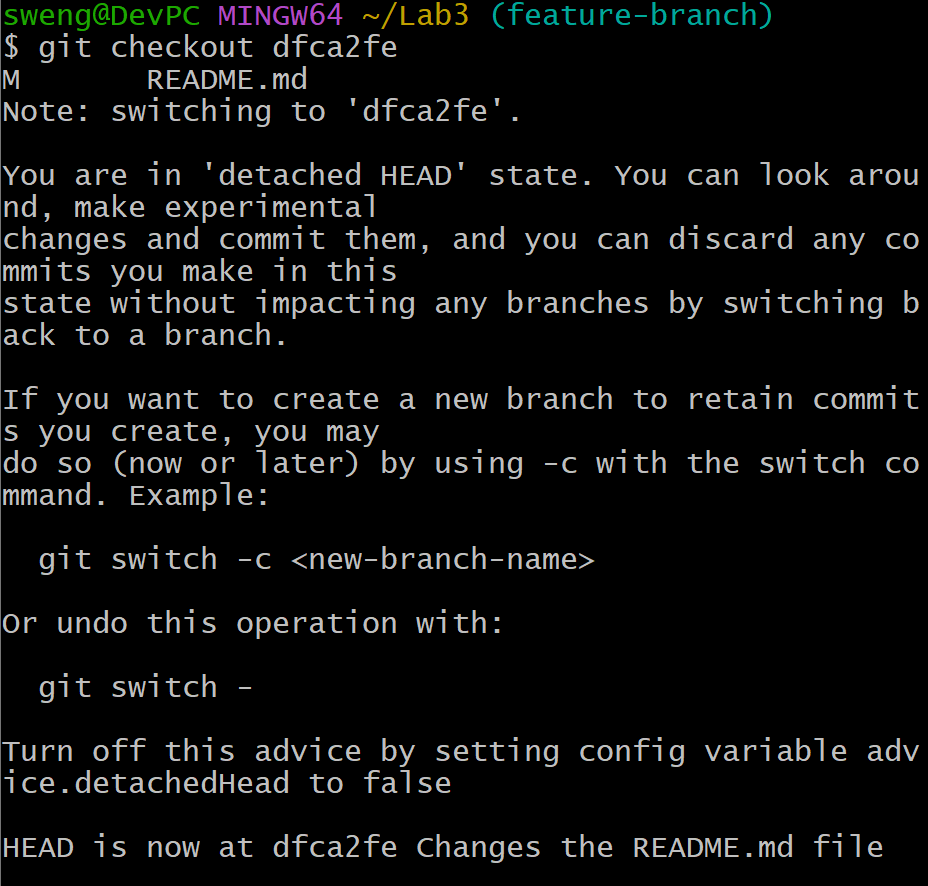 sweng@DevPC MINGW64 ~/Lab3 (feature-branch)
$ git checkout dfca2fe
M       README.md
Note: switching to 'dfca2fe'.

You are in 'detached HEAD' state. You can look arou
nd, make experimental
changes and commit them, and you can discard any co
mmits you make in this
state without impacting any branches by switching b
ack to a branch.

If you want to create a new branch to retain commit
s you create, you may
do so (now or later) by using -c with the switch co
mmand. Example:

  git switch -c <new-branch-name>

Or undo this operation with:

  git switch -

Turn off this advice by setting config variable adv
ice.detachedHead to false

HEAD is now at dfca2fe Changes the README.md file